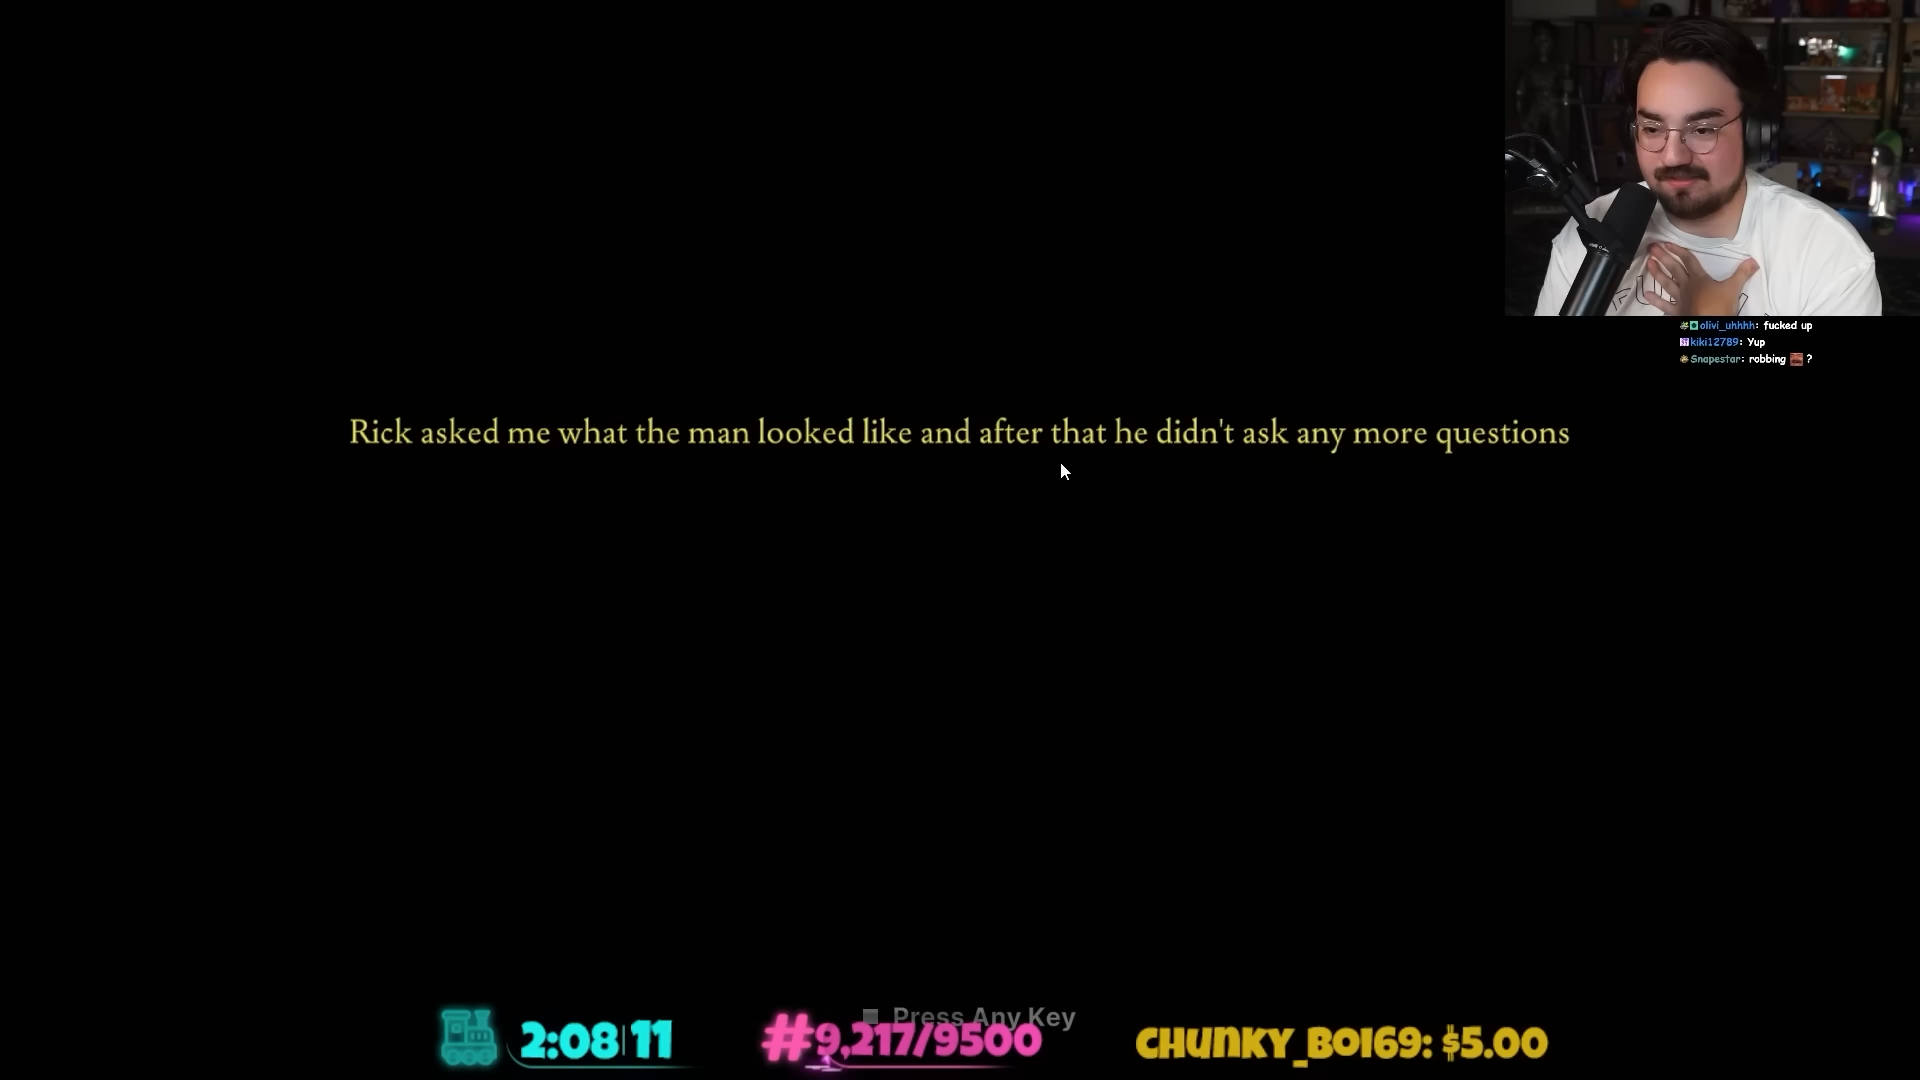 olivi_uhhhh: fucked up
kiki12789: Yup
Snapestar: robbing ?
Rick asked me what the man looked like and after that he didn't ask any more questions
Press Any Key
2:08 11
#9,217/9500
CHUNKY_BOI69: $5.00